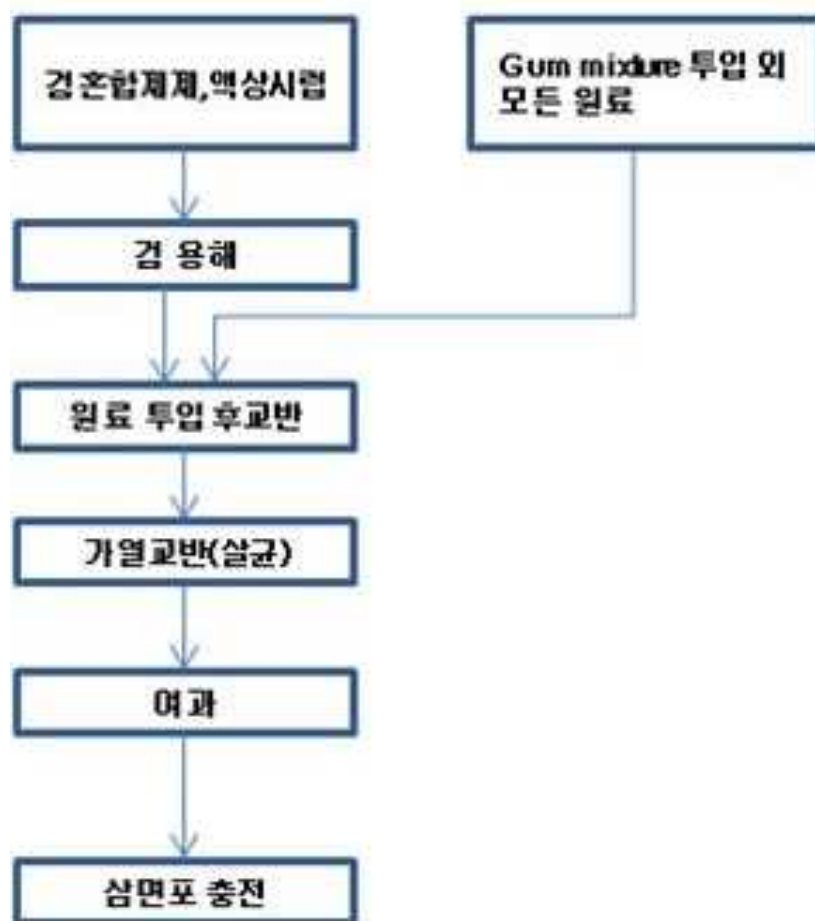 검혼합제제,액상시럽
Gum mixture 투입 외
모든 원료
검 용해
원료 투입 후교반
가열교반(살균)
여과
삼면포 충전